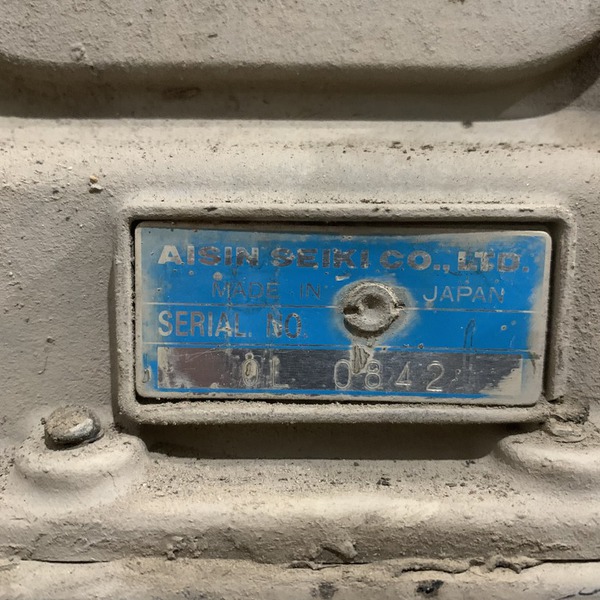 AISIN SEIKI CO., LTD.
MADE IN JAPAN
SERIAL. NO.
0842